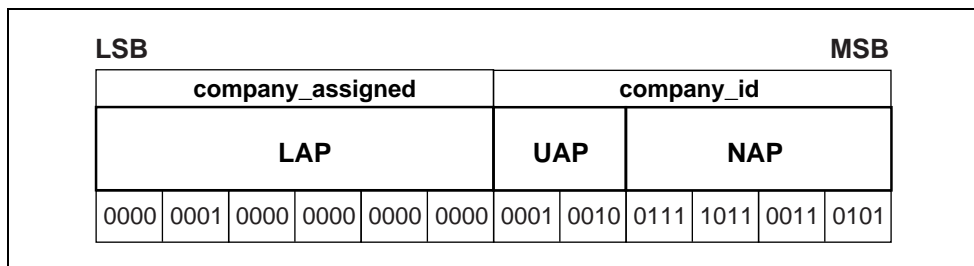 LSB MSB
company_assigned company_id
LAP UAP NAP
0000 0001 0000 0000 0000 0000 0001 0010 0111 1011 0011 0101